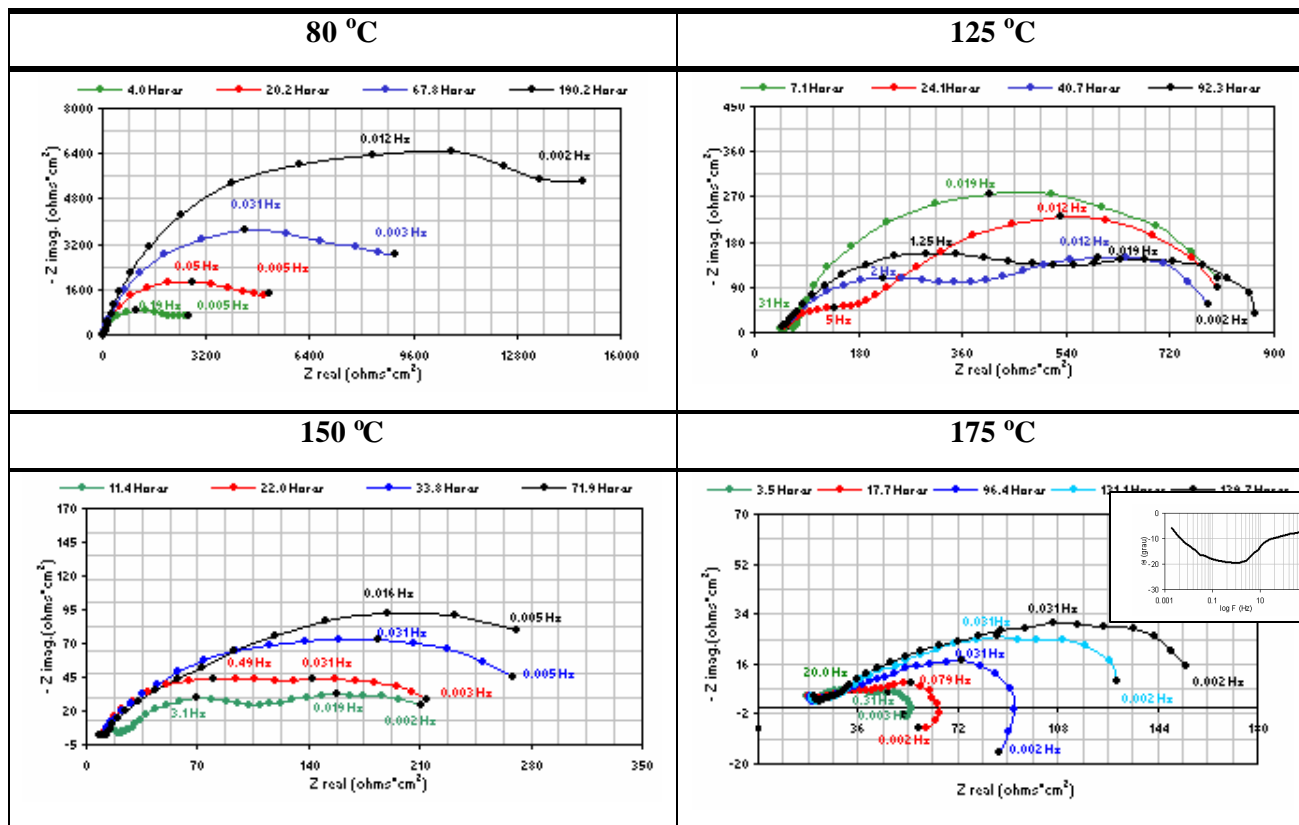 80 °C
125 °C
4.0 Horas 20.2 Horas 67.8 Horas 190.2 Horas
8000
6400
4800
3200
1600
0
- Z imag.(ohms*cm²)
0.012 Hz
0.002 Hz
0.031 Hz
0.003 Hz
0.05 Hz
0.005 Hz
0.19 Hz
0.005 Hz
0 3200 6400 9600 12800 16000
Z real (ohms*cm²)
7.1 Horas 24.1 Horas 40.7 Horas 92.3 Horas
450
360
270
180
90
0
- Z imag. (ohms*cm²)
0.019 Hz
0.012 Hz
1.25 Hz
0.012 Hz
0.019 Hz
2 Hz
31 Hz
5 Hz
0.002 Hz
0 180 360 540 720 900
Z real (ohms*cm²)
150 °C
175 °C
11.4 Horas 22.0 Horas 33.8 Horas 71.9 Horas
170
145
120
95
70
45
20
-5
- Z imag.(ohms*cm²)
0.016 Hz
0.005 Hz
0.031 Hz
0.49 Hz
0.031 Hz
0.005 Hz
0.003 Hz
3.1 Hz
0.019 Hz
0.002 Hz
0 70 140 210 280 350
Z real (ohms*cm²)
3.5 Horas 17.7 Horas 96.4 Horas 131.1 Horas 139.7 Horas
70
52
34
16
-2
-20
- Z imag.(ohms*cm²)
0.031 Hz
0.031 Hz
20.0 Hz
0.031 Hz
0.079 Hz
0.31 Hz
0.003 Hz
0.002 Hz
0.002 Hz
0.002 Hz
0.002 Hz
0 36 72 108 144 180
Z real (ohms*cm²)
0
-10
-20
-30
(grau)
0.001 0.1 10
log F (Hz)